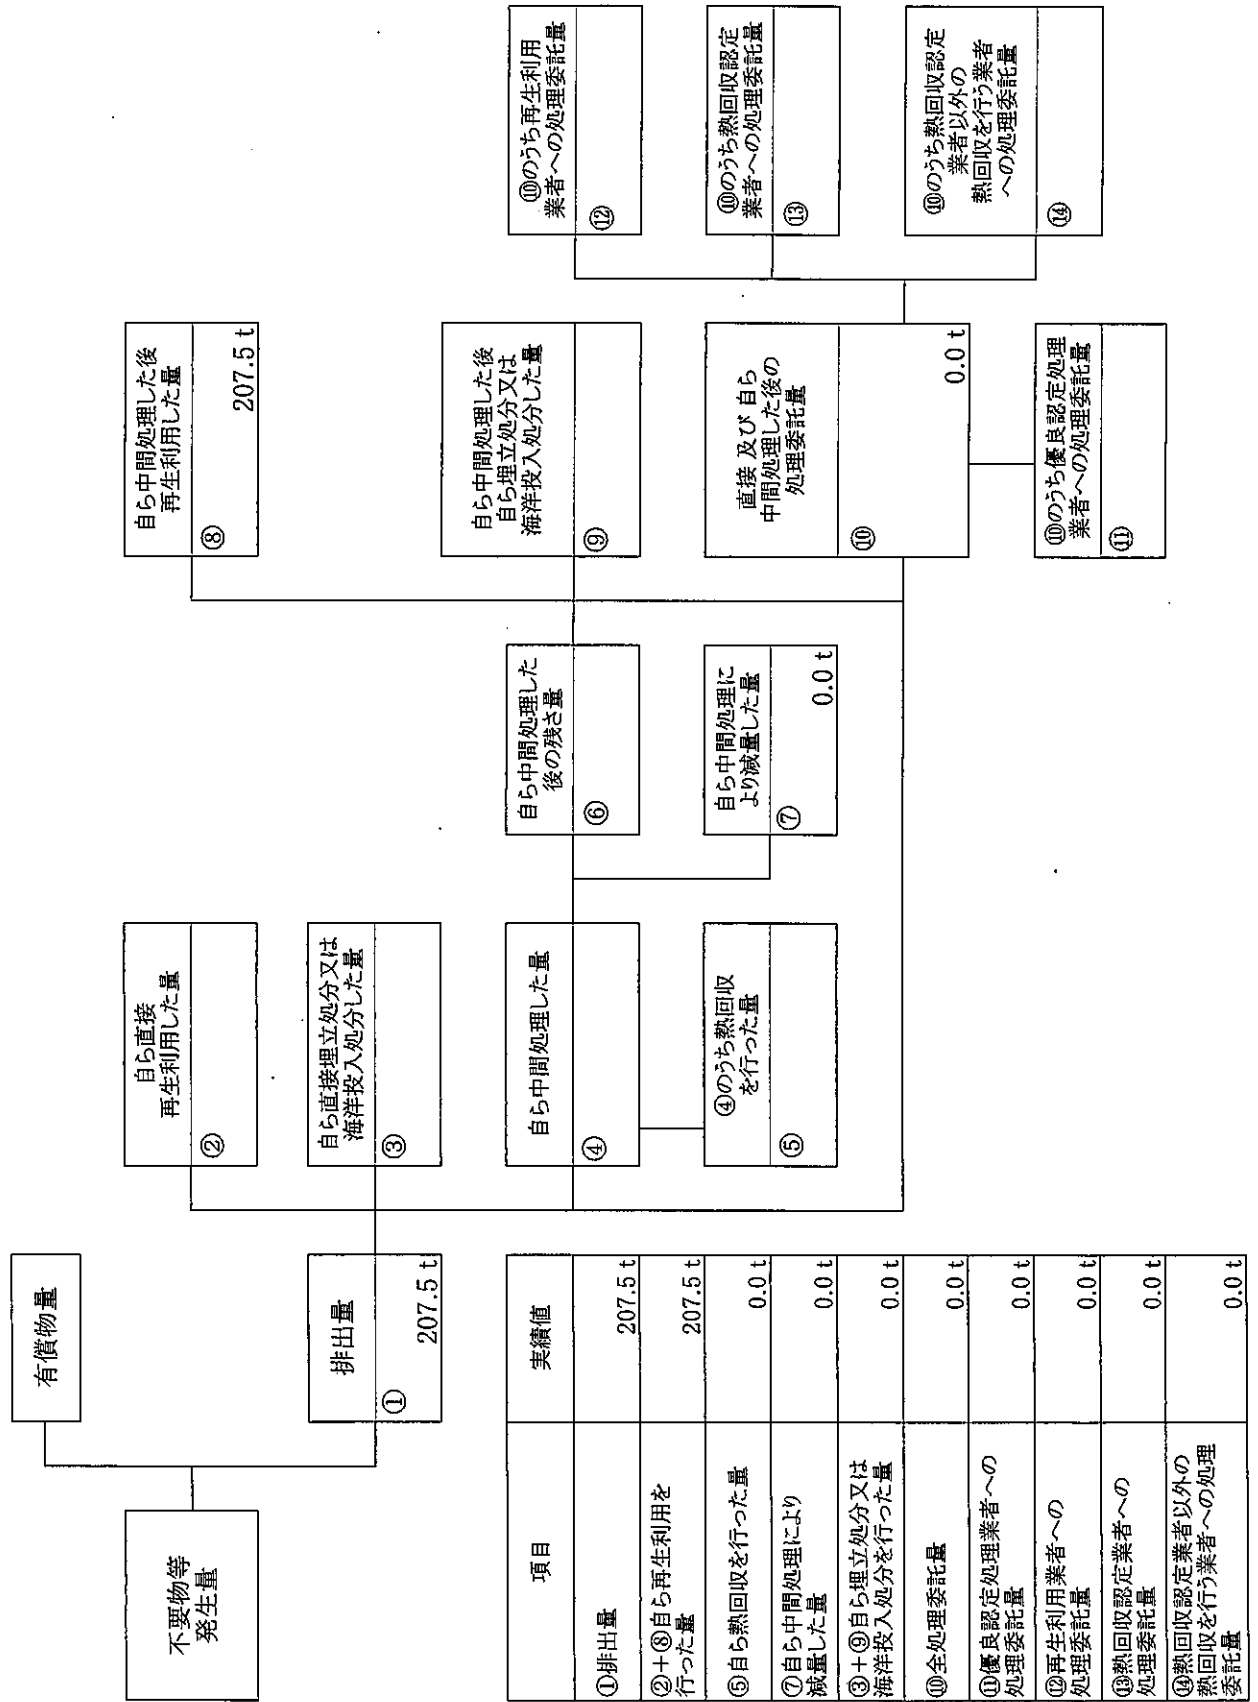 不要物等
発生量
有償物量
排出量
①
207.5 t
自ら直接
再生利用した量
②
自ら直接埋立処分又は
海洋投入処分した量
③
自ら中間処理した量
④
④のうち熱回収
を行った量
⑤
自ら中間処理した
後の残さ量
⑥
自ら中間処理に
より減量した量
⑦
0.0 t
自ら中間処理した後
再生利用した量
⑧
207.5 t
自ら中間処理した後
自ら埋立処分又は
海洋投入処分した量
⑨
直接 及び 自ら
中間処理した後の
処理委託量
⑩
0.0 t
⑩のうち優良認定処理
業者への処理委託量
⑪
⑩のうち再生利用
業者への処理委託量
⑫
⑩のうち熱回収認定
業者への処理委託量
⑬
⑩のうち熱回収認定
業者以外の
熱回収を行う業者
への処理委託量
⑭
項目
実績値
①排出量
207.5 t
②+⑧自ら再生利用を
行った量
207.5 t
⑤自ら熱回収を行った量
0.0 t
⑦自ら中間処理により
減量した量
0.0 t
③+⑨自ら埋立処分又は
海洋投入処分を行った量
0.0 t
⑩全処理委託量
0.0 t
⑪優良認定処理業者への
処理委託量
0.0 t
⑫再生利用業者への
処理委託量
0.0 t
⑬熱回収認定業者への
処理委託量
0.0 t
⑭熱回収認定業者以外の
熱回収を行う業者への処理
委託量
0.0 t